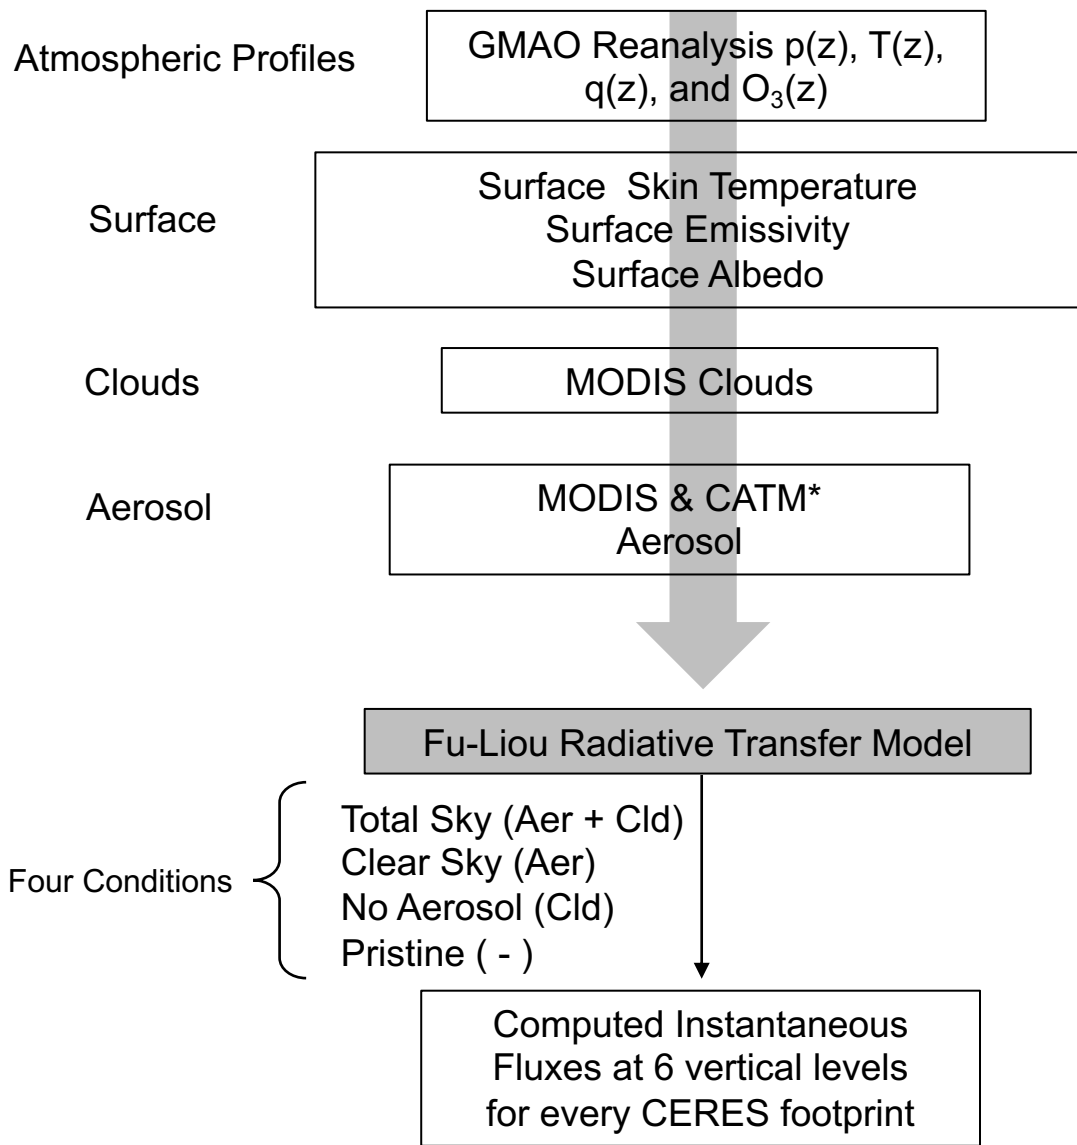 Atmospheric Profiles
GMAO Reanalysis p(z), T(z),
q(z), and O₃(z)
Surface
Surface Skin Temperature
Surface Emissivity
Surface Albedo
Clouds
MODIS Clouds
Aerosol
MODIS & CATM*
Aerosol
Fu-Liou Radiative Transfer Model
Four Conditions
Total Sky (Aer + Cld)
Clear Sky (Aer)
No Aerosol (Cld)
Pristine ( - )
Computed Instantaneous
Fluxes at 6 vertical levels
for every CERES footprint